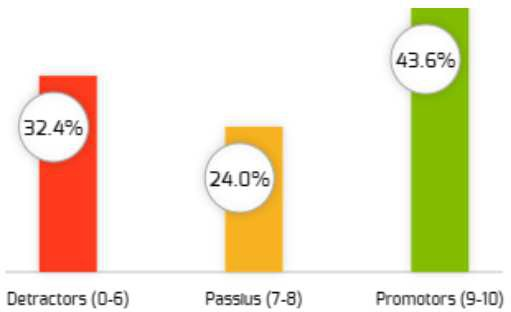 43.6%
32.4%
24.0%
Detractors (0-6) Passius (7-8) Promotors (9-10)